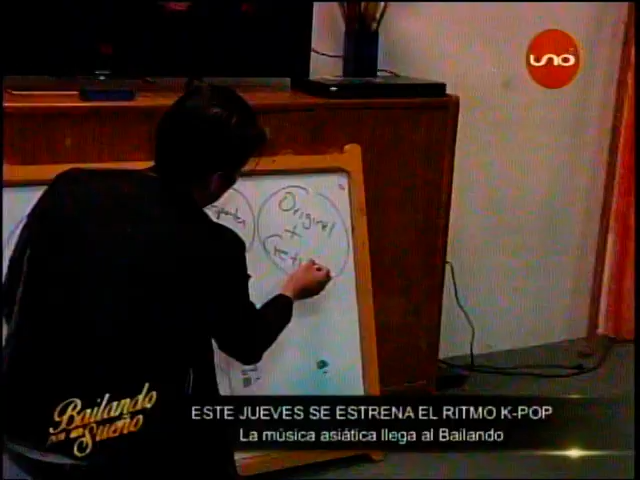 uno
Original
+
Bailando
por un
Sueño
ESTE JUEVES SE ESTRENA EL RITMO K-POP
La música asiática llega al Bailando